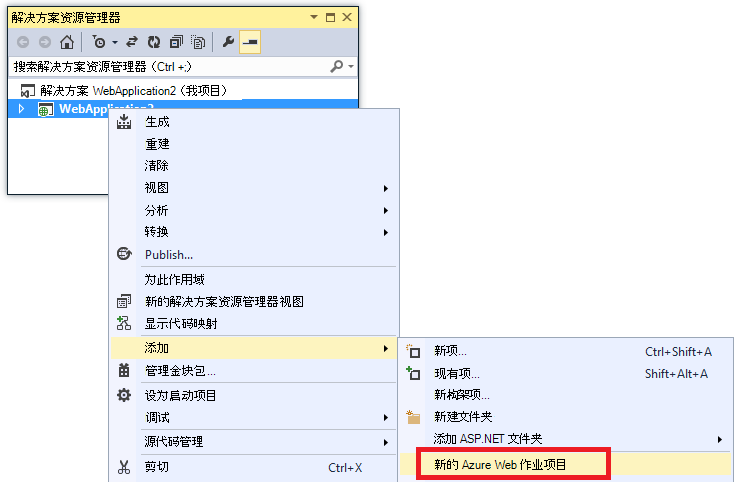 解决方案资源管理器
搜索解决方案资源管理器（Ctrl +;）
解决方案 WebApplication2（我项目）
WebApplication2
生成
重建
清除
视图
分析
转换
Publish...
为此作用域
新的解决方案资源管理器视图
显示代码映射
添加
管理金块包...
设为启动项目
调试
源代码管理
剪切 Ctrl+X
新项... Ctrl+Shift+A
现有项... Shift+Alt+A
新构架项...
新建文件夹
添加 ASP.NET 文件夹
新的 Azure Web 作业项目